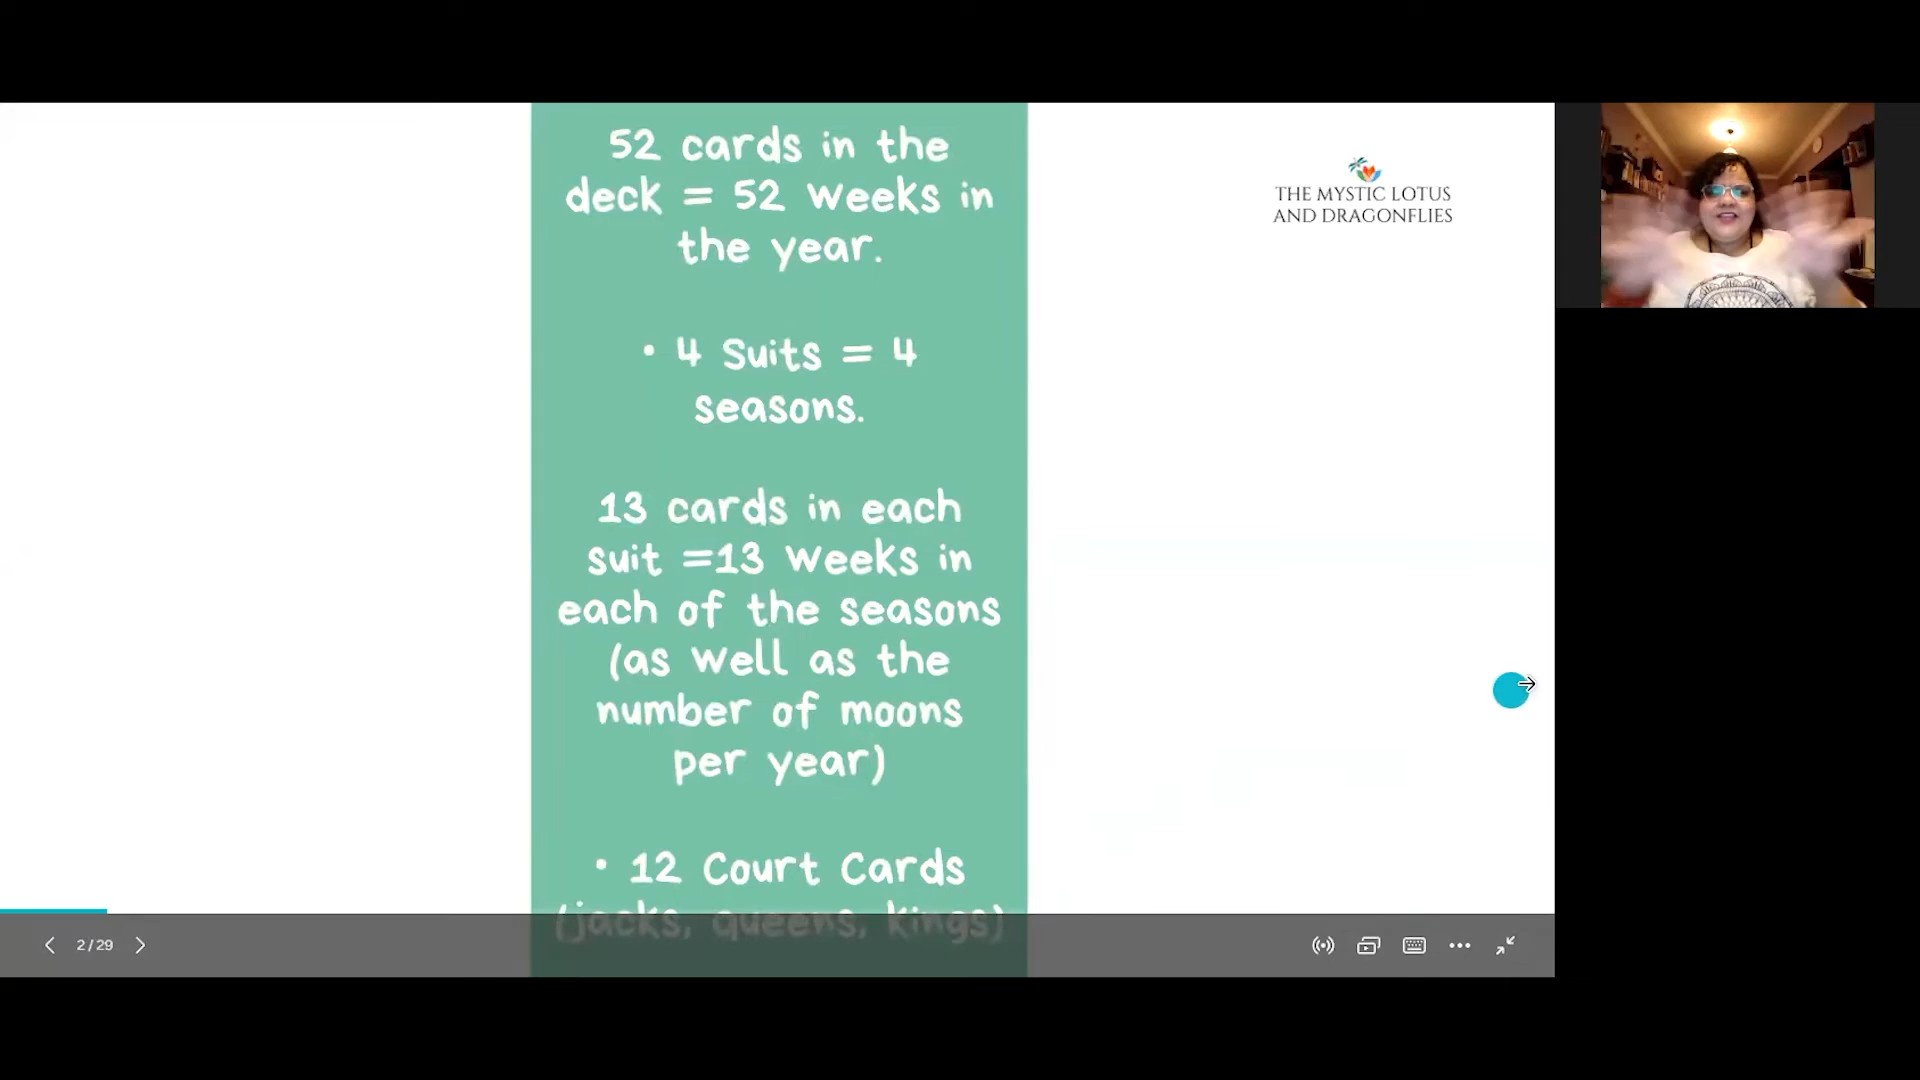 52 cards in the
deck = 52 weeks in
the year.
• 4 Suits = 4
seasons.
13 cards in each
suit =13 weeks in
each of the seasons
(as well as the
number of moons
per year)
• 12 Court Cards
(jacks, queens, kings)
THE MYSTIC LOTUS
AND DRAGONFLIES
2/29